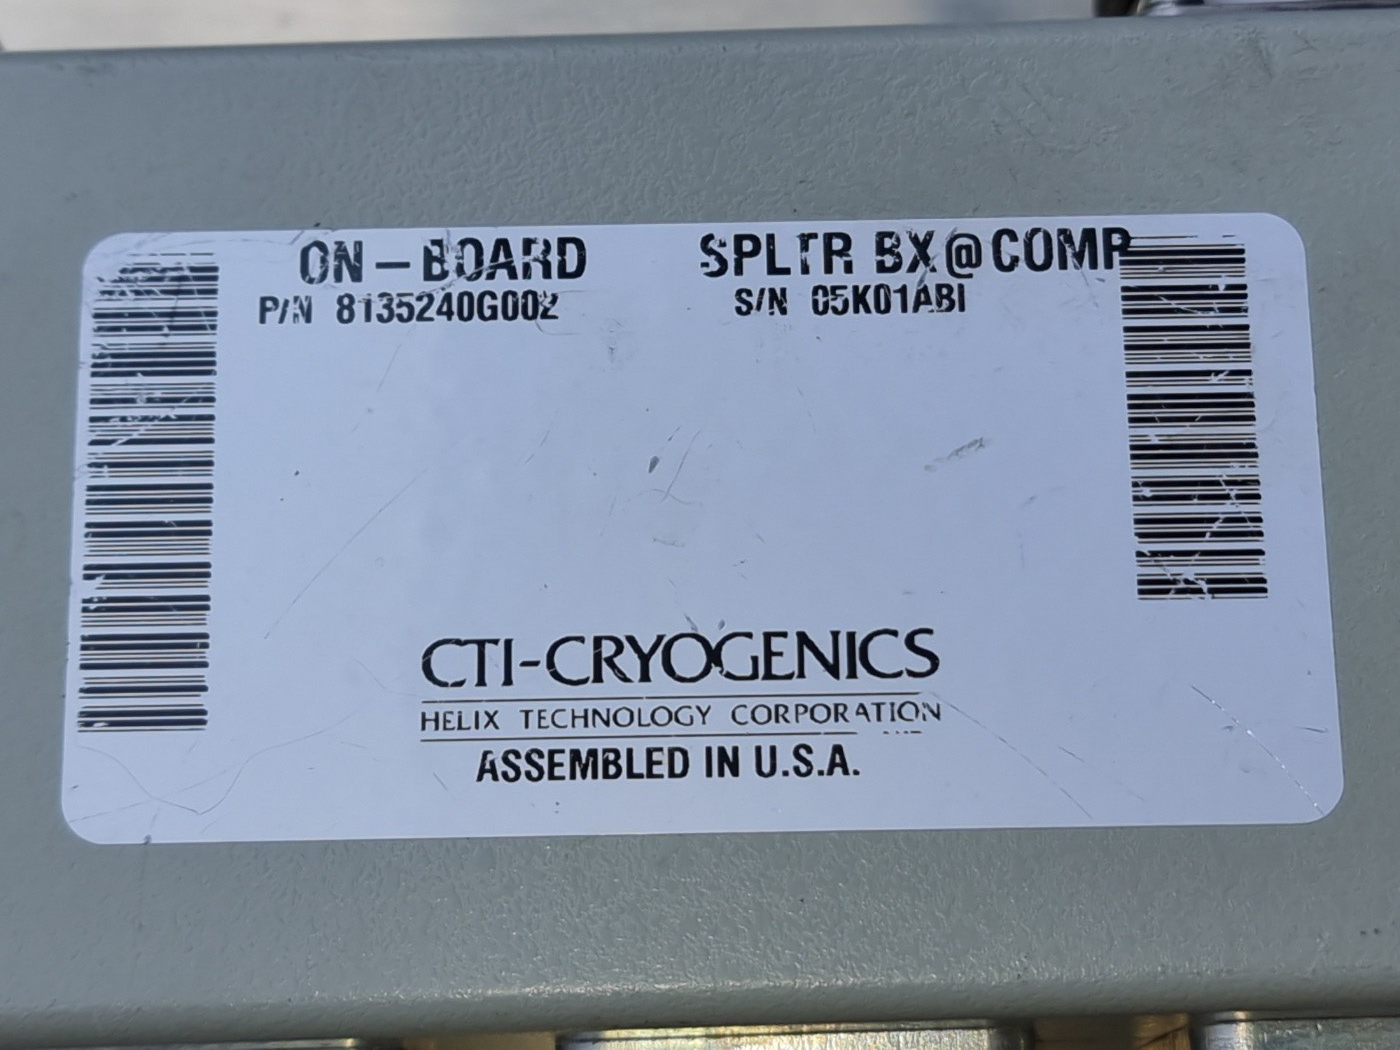 ON-BOARD SPLTR BX@COMP
P/N 8135240G002 S/N 05K01ABI
CTI-CRYOGENICS
HELIX TECHNOLOGY CORPORATION
ASSEMBLED IN U.S.A.